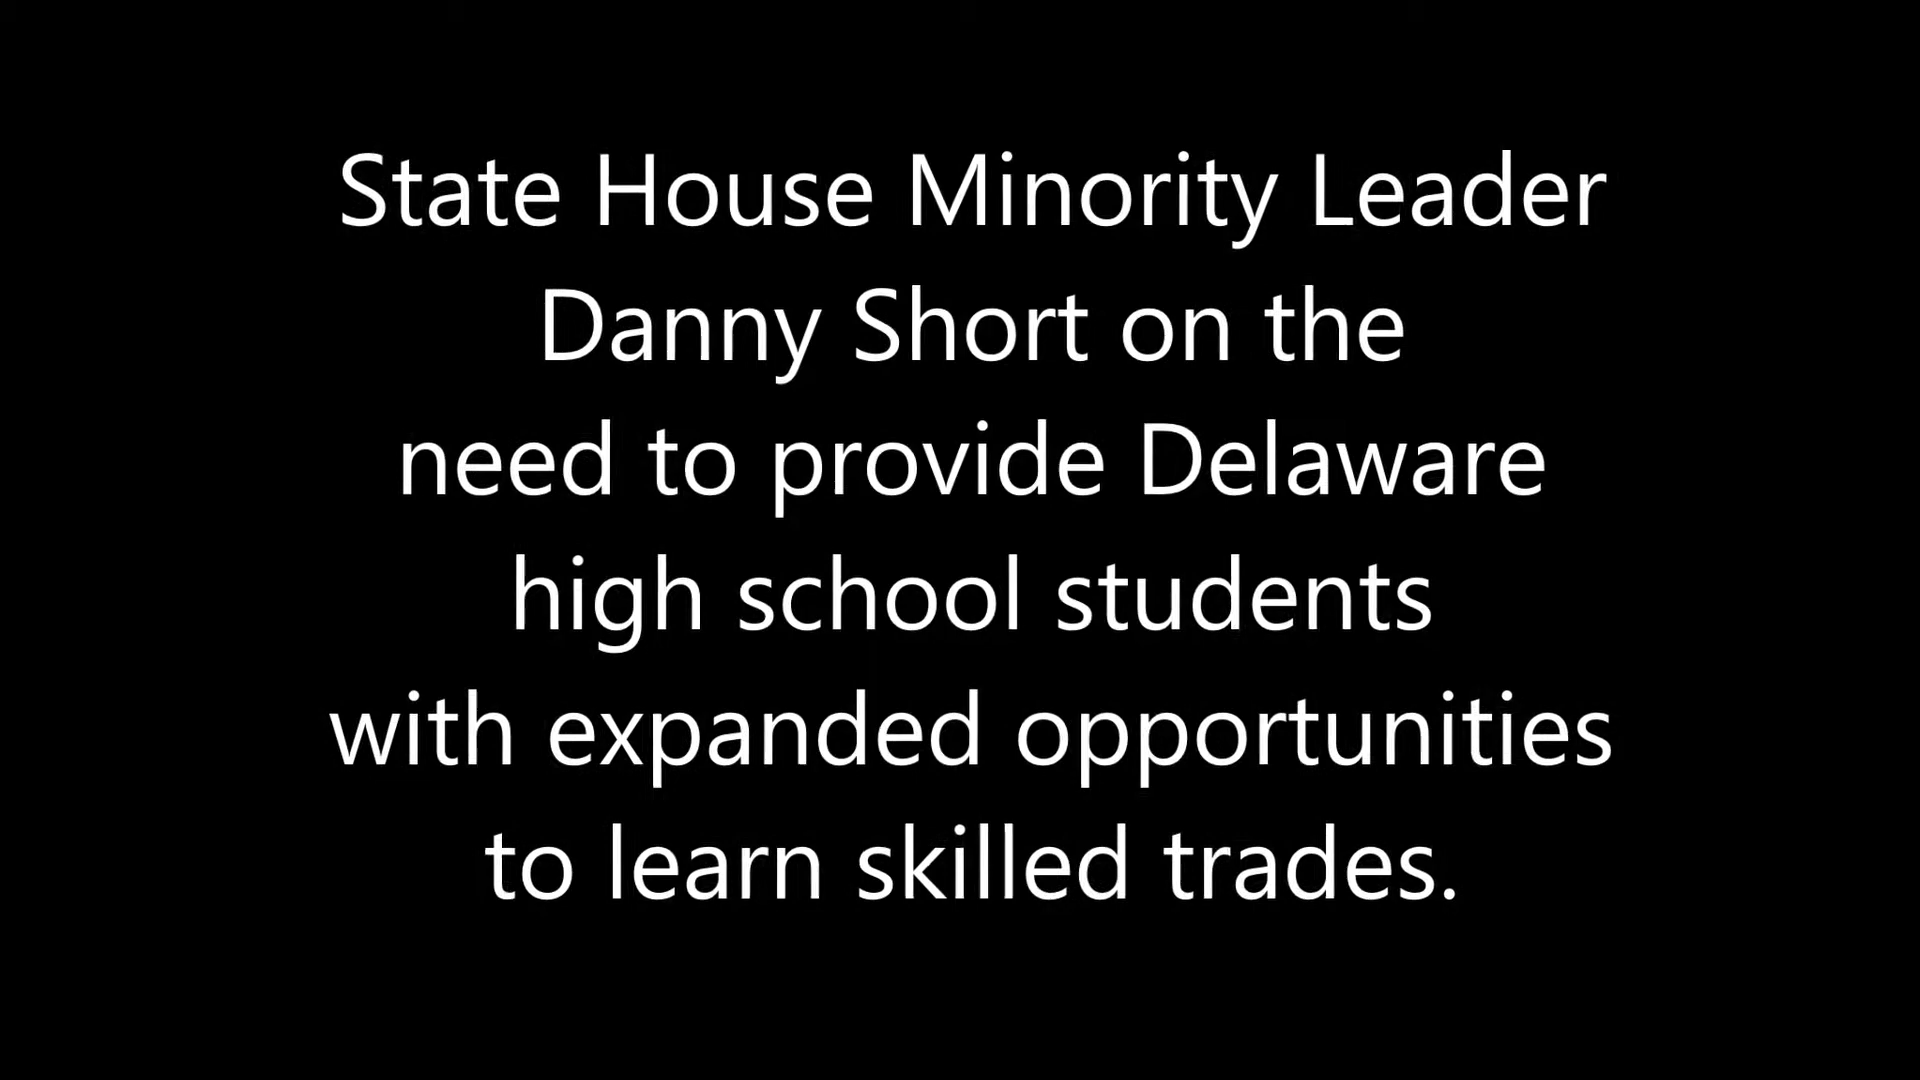 State House Minority Leader
Danny Short on the
need to provide Delaware
high school students
with expanded opportunities
to learn skilled trades.